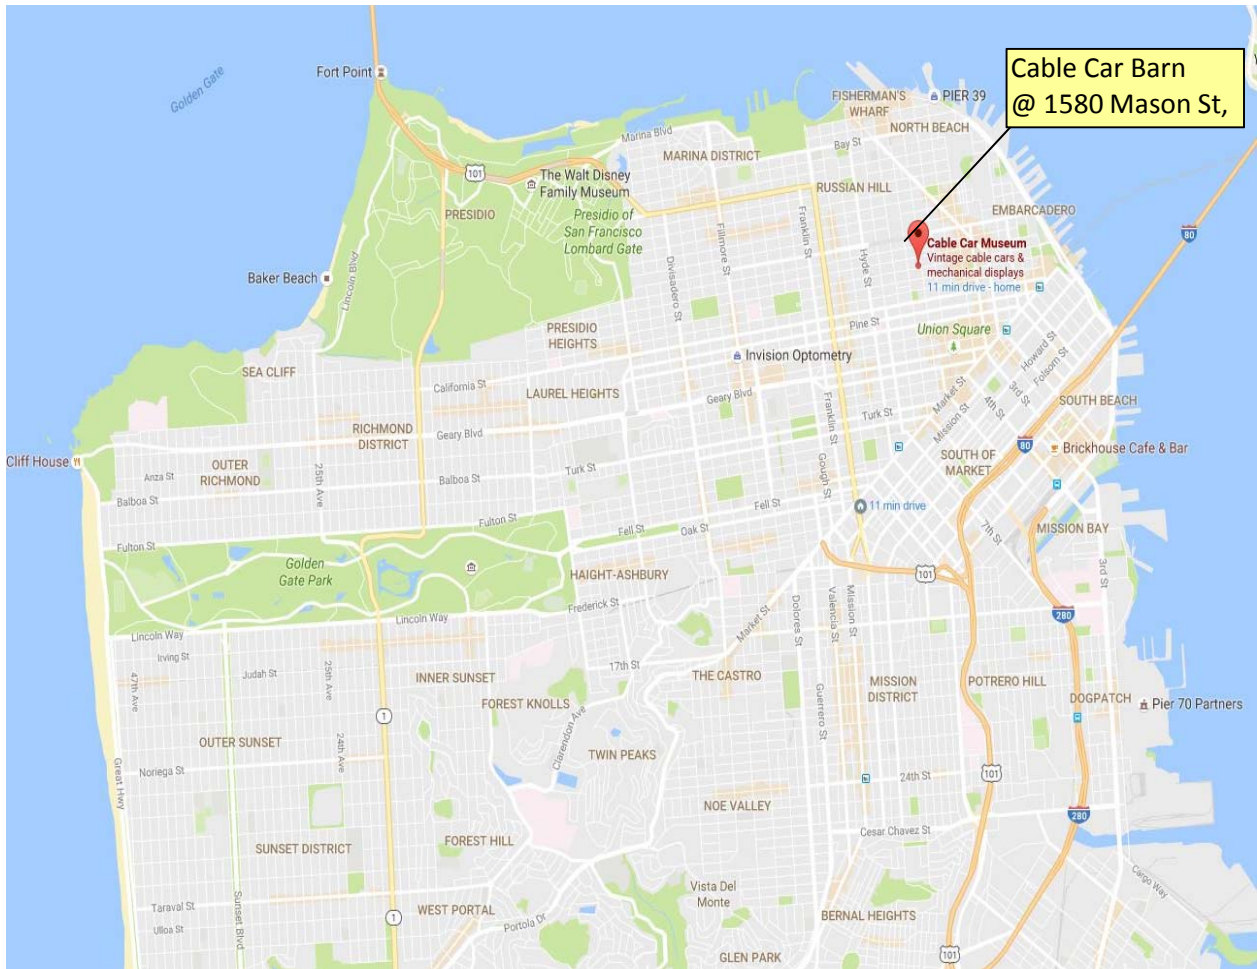 Golden Gate
Fort Point
101
The Walt Disney
Family Museum
PRESIDIO
Presidio of
San Francisco
Lombard Gate
Lincoln Blvd
Baker Beach
Marina Blvd
MARINA DISTRICT
Fillmore St
Divisadero St
FISHERMAN'S
WHARF
PIER 39
NORTH BEACH
Bay St
RUSSIAN HILL
EMBARCADERO
Cable Car Barn
@ 1580 Mason St,
80
Franklin St
Hyde St
Cable Car Museum
Vintage cable cars &
mechanical displays
11 min drive - home
Pine St
Union Square
Howard St
Folsom St
PRESIDIO
HEIGHTS
Invision Optometry
SEA CLIFF
California St
LAUREL HEIGHTS
Geary Blvd
Franklin St
Turk St
Market St
Mission St
3rd St
4th St
SOUTH BEACH
RICHMOND
DISTRICT
Geary Blvd
80
Brickhouse Cafe & Bar
SOUTH OF
MARKET
Cliff House
OUTER
RICHMOND
Anza St
25th Ave
Balboa St
Balboa St
Turk St
Gough St
Fell St
11 min drive
Fulton St
Fulton St
Fell St
Oak St
7th St
MISSION BAY
Golden
Gate Park
HAIGHT-ASHBURY
101
3rd St
Frederick St
Lincoln Way
Lincoln Way
Market St
Dolores St
Valencia St
Mission St
280
Irving St
Judah St
47th Ave
25th Ave
INNER SUNSET
17th St
THE CASTRO
MISSION
DISTRICT
POTRERO HILL
DOGPATCH
Pier 70 Partners
FOREST KNOLLS
Clarendon Ave
Guerrero St
1
OUTER SUNSET
24th Ave
TWIN PEAKS
Great Hwy
Noriega St
24th St
101
NOE VALLEY
280
Cesar Chavez St
SUNSET DISTRICT
FOREST HILL
Cargo Way
Sunset Blvd
Vista Del
Monte
Taraval St
Ulloa St
1
WEST PORTAL
Portola Dr
BERNAL HEIGHTS
GLEN PARK
101